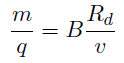 m/q = B R_d/v